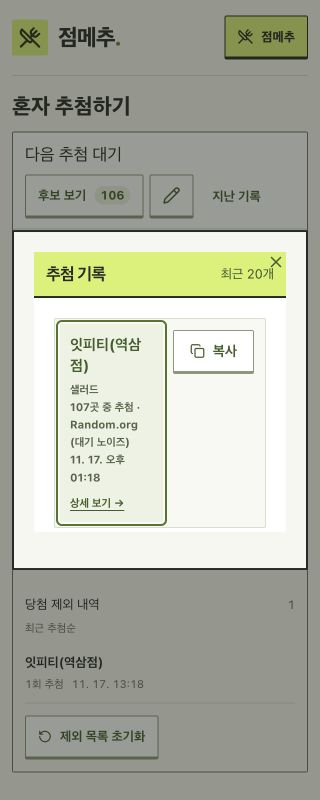 점메추.
점메추
혼자 추첨하기
다음 추첨 대기
후보 보기 106
지난 기록
추첨 기록
최근 20개
잇피티(역삼
점)
샐러드
107곳 중 추첨 ·
Random.org
(대기 노이즈)
11. 17. 오후
01:18
상세 보기 →
복사
당첨 제외 내역
1
최근 추첨순
잇피티(역삼점)
1회 추첨 11. 17. 13:18
제외 목록 초기화